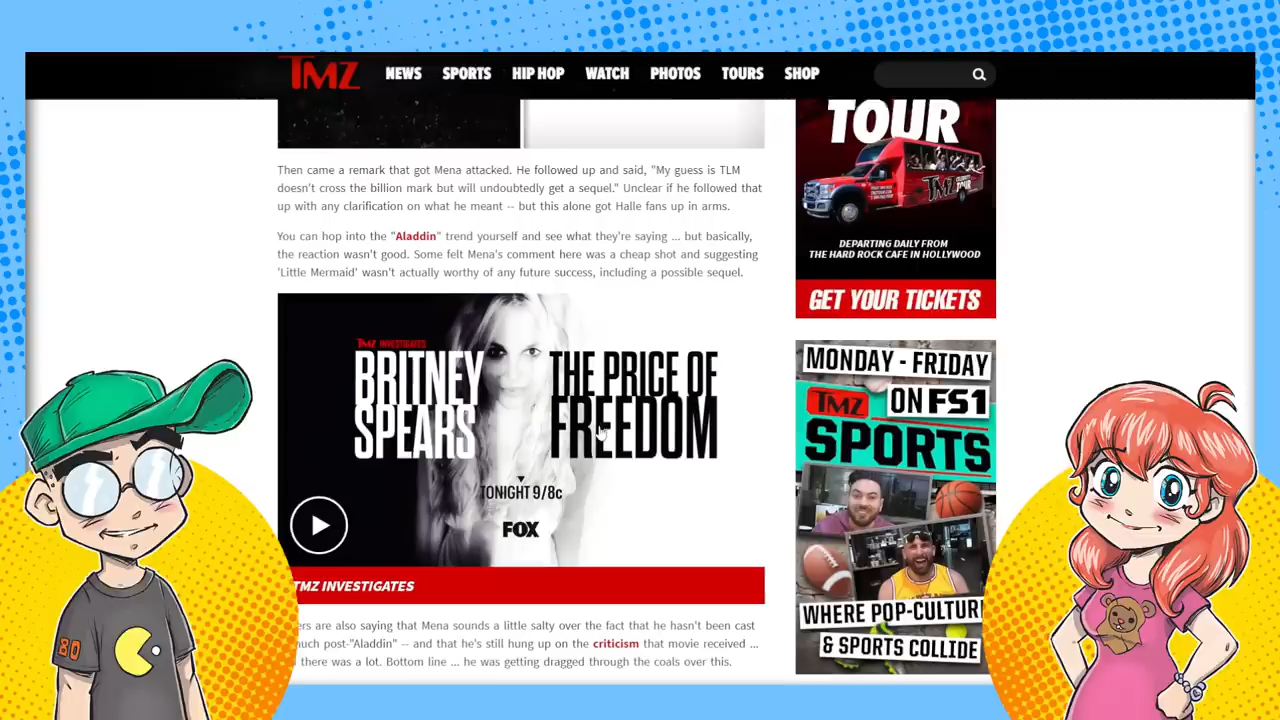 TMZ NEWS SPORTS HIP HOP WATCH PHOTOS TOURS SHOP
Then came a remark that got Mena attacked. He followed up and said, "My guess is TLM
doesn't cross the billion mark but will undoubtedly get a sequel." Unclear if he followed that
up with any clarification on what he meant -- but this alone got Halle fans up in arms.
You can hop into the "Aladdin" trend yourself and see what they're saying ... but basically,
the reaction wasn't good. Some felt Mena's comment here was a cheap shot and suggesting
'Little Mermaid' wasn't actually worthy of any future success, including a possible sequel.
TMZ INVESTIGATES
BRITNEY
SPEARS
THE PRICE OF
FREEDOM
TONIGHT 9/8c
FOX
TMZ INVESTIGATES
ers are also saying that Mena sounds a little salty over the fact that he hasn't been cast
much post-"Aladdin" -- and that he's still hung up on the criticism that movie received ...
there was a lot. Bottom line ... he was getting dragged through the coals over this.
TOUR
TMZ
TOUR
DEPARTING DAILY FROM
THE HARD ROCK CAFE IN HOLLYWOOD
GET YOUR TICKETS
MONDAY - FRIDAY
TMZ ON FS1
SPORTS
WHERE POP-CULTUR
& SPORTS COLLIDE
80